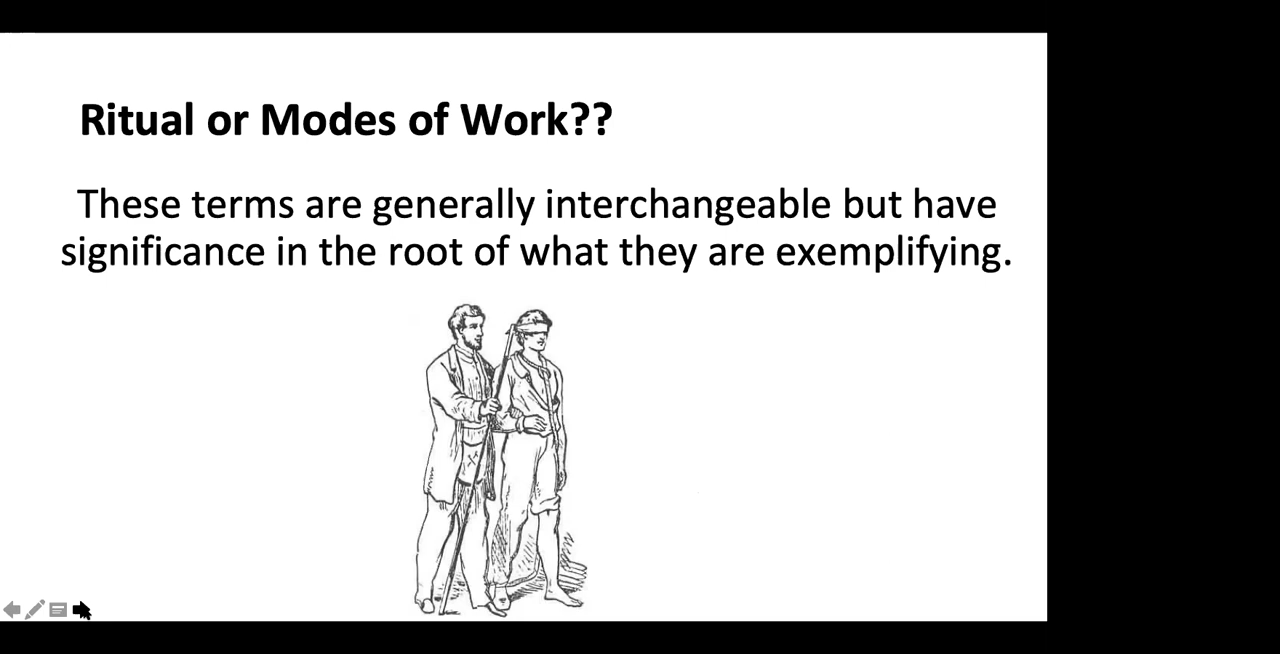 Ritual or Modes of Work??
These terms are generally interchangeable but have
significance in the root of what they are exemplifying.